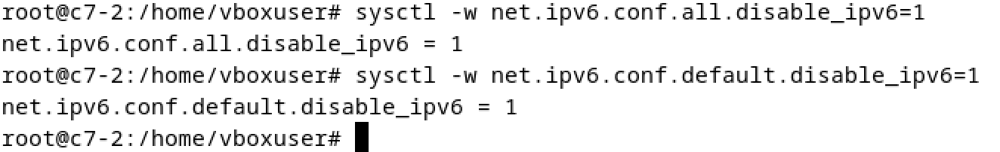 root@c7-2:/home/vboxuser# sysctl -w net.ipv6.conf.all.disable_ipv6=1
net.ipv6.conf.all.disable_ipv6 = 1
root@c7-2:/home/vboxuser# sysctl -w net.ipv6.conf.default.disable_ipv6=1
net.ipv6.conf.default.disable_ipv6 = 1
root@c7-2:/home/vboxuser#